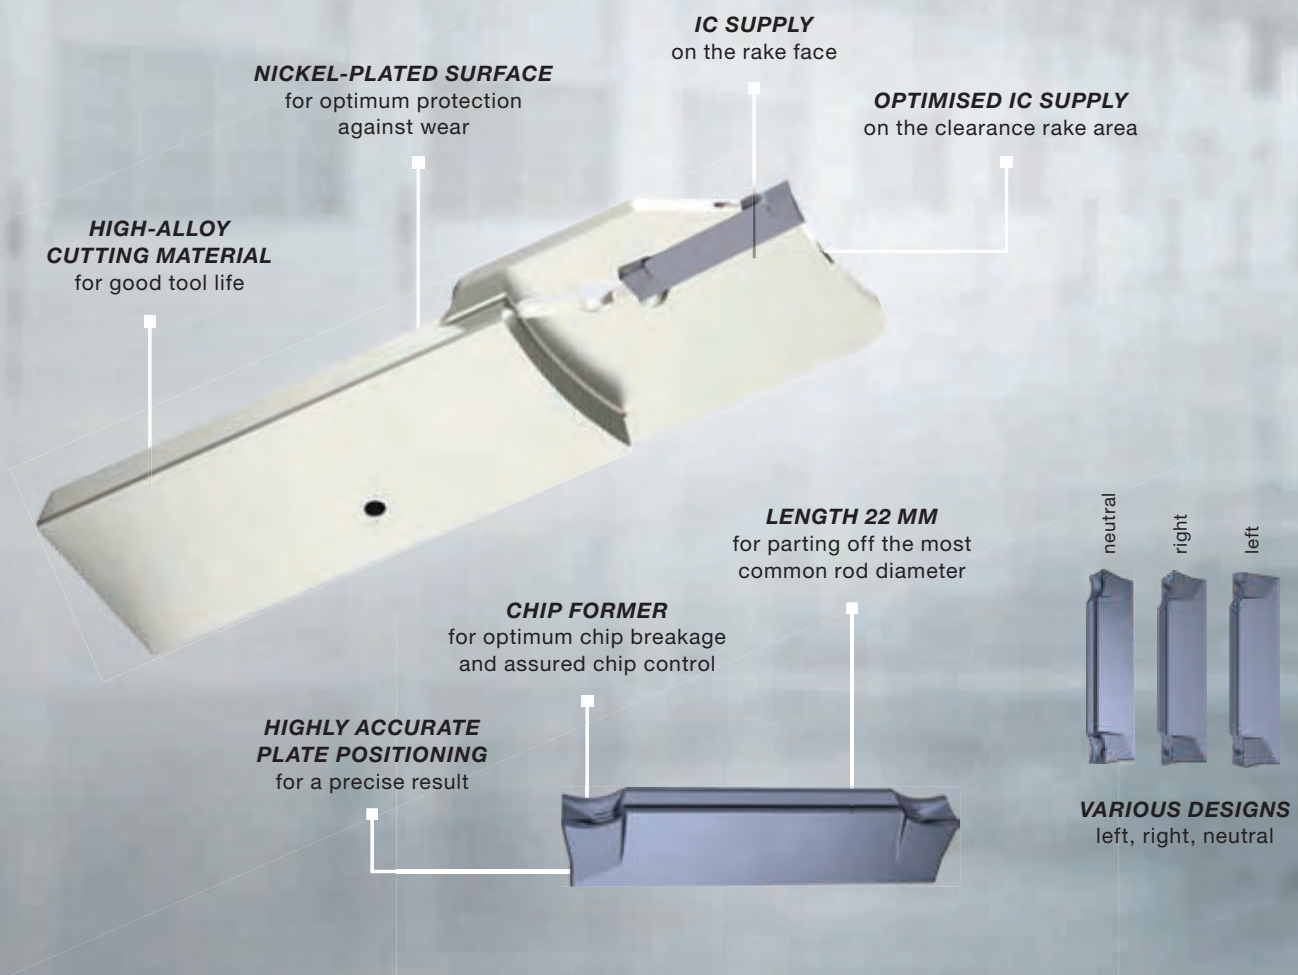 IC SUPPLY
on the rake face
NICKEL-PLATED SURFACE
for optimum protection
against wear
OPTIMISED IC SUPPLY
on the clearance rake area
HIGH-ALLOY
CUTTING MATERIAL
for good tool life
LENGTH 22 MM
for parting off the most
common rod diameter
neutral
right
left
CHIP FORMER
for optimum chip breakage
and assured chip control
HIGHLY ACCURATE
PLATE POSITIONING
for a precise result
VARIOUS DESIGNS
left, right, neutral